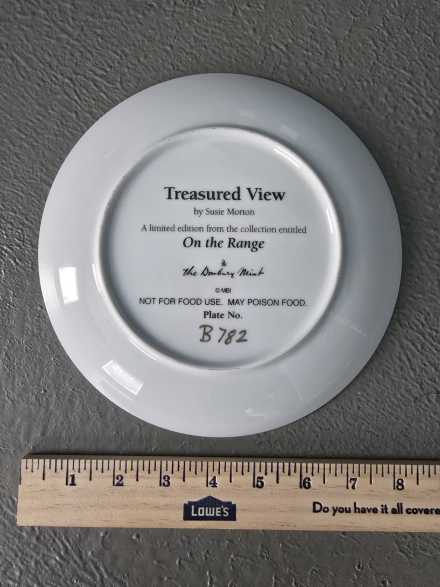 Treasured View
by Susie Morton
A limited edition from the collection entitled
On the Range
&
the Danbury Mint
© MBI
NOT FOR FOOD USE. MAY POISON FOOD.
Plate No.
B 782
1 2 3 4 5 6 7 8
LOWE'S
Do you have it all covere